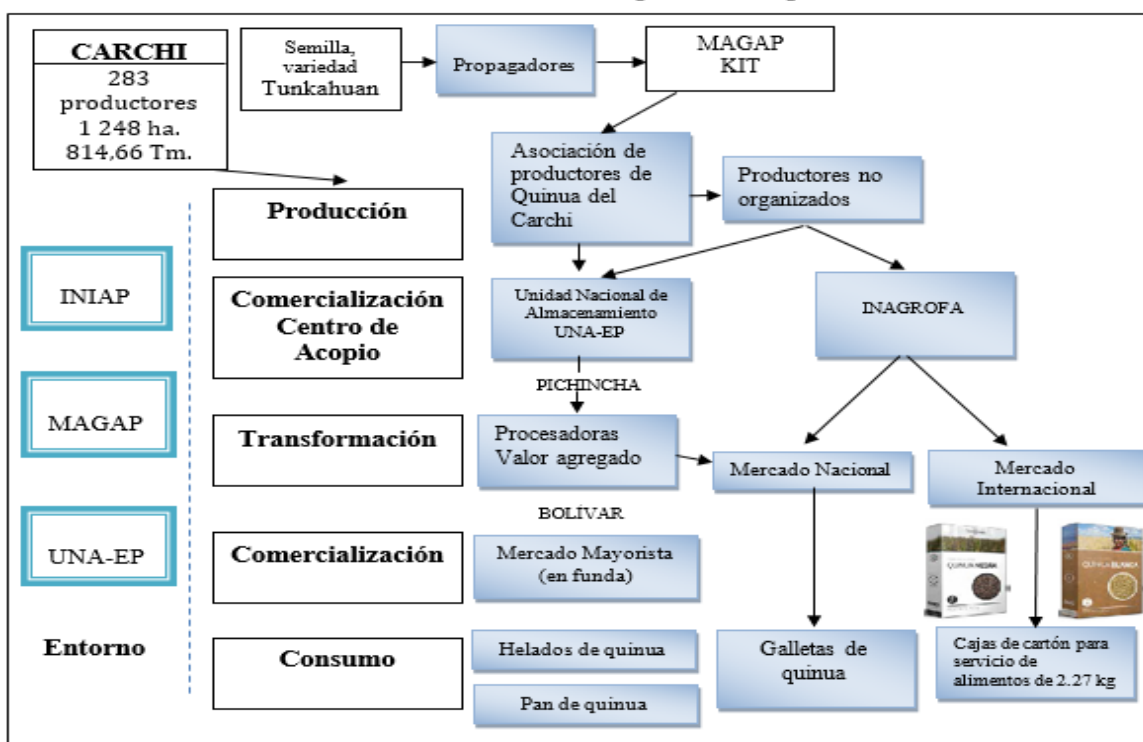 CARCHI
283
productores
1 248 ha.
814,66 Tm.
Semilla,
variedad
Tunkahuan
Propagadores
MAGAP
KIT
Asociación de
productores de
Quinua del
Carchi
Productores no
organizados
Producción
INIAP
Comercialización
Centro de
Acopio
Unidad Nacional de
Almacenamiento
UNA-EP
INAGROFA
PICHINCHA
MAGAP
Transformación
Procesadoras
Valor agregado
Mercado Nacional
Mercado
Internacional
BOLÍVAR
UNA-EP
Comercialización
Mercado Mayorista
(en funda)
QUINUA NEGRA
QUINUA BLANCA
Entorno
Consumo
Helados de quinua
Pan de quinua
Galletas de
quinua
Cajas de cartón para
servicio de
alimentos de 2.27 kg